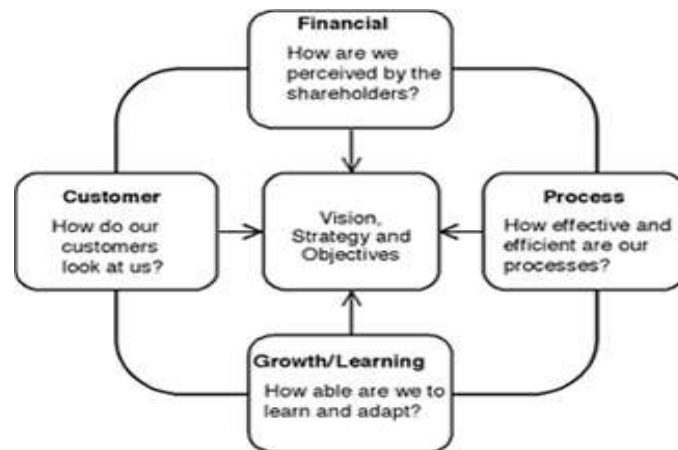 Financial
How are we
perceived by the
shareholders?
Customer
How do our
customers
look at us?
Vision,
Strategy and
Objectives
Process
How effective and
efficient are our
processes?
Growth/Learning
How able are we to
learn and adapt?